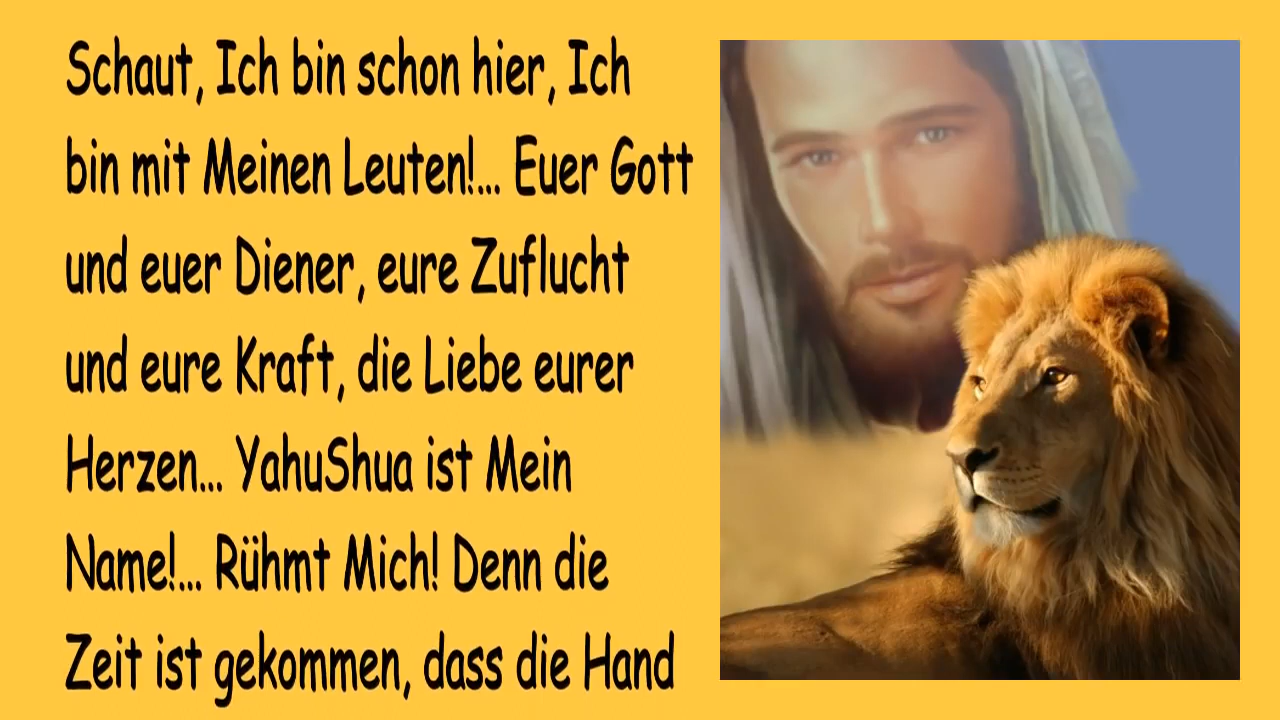 Schaut, Ich bin schon hier, Ich
bin mit Meinen Leuten!... Euer Gott
und euer Diener, eure Zuflucht
und eure Kraft, die Liebe eurer
Herzen... YahuShua ist Mein
Name!... Rühmt Mich! Denn die
Zeit ist gekommen, dass die Hand